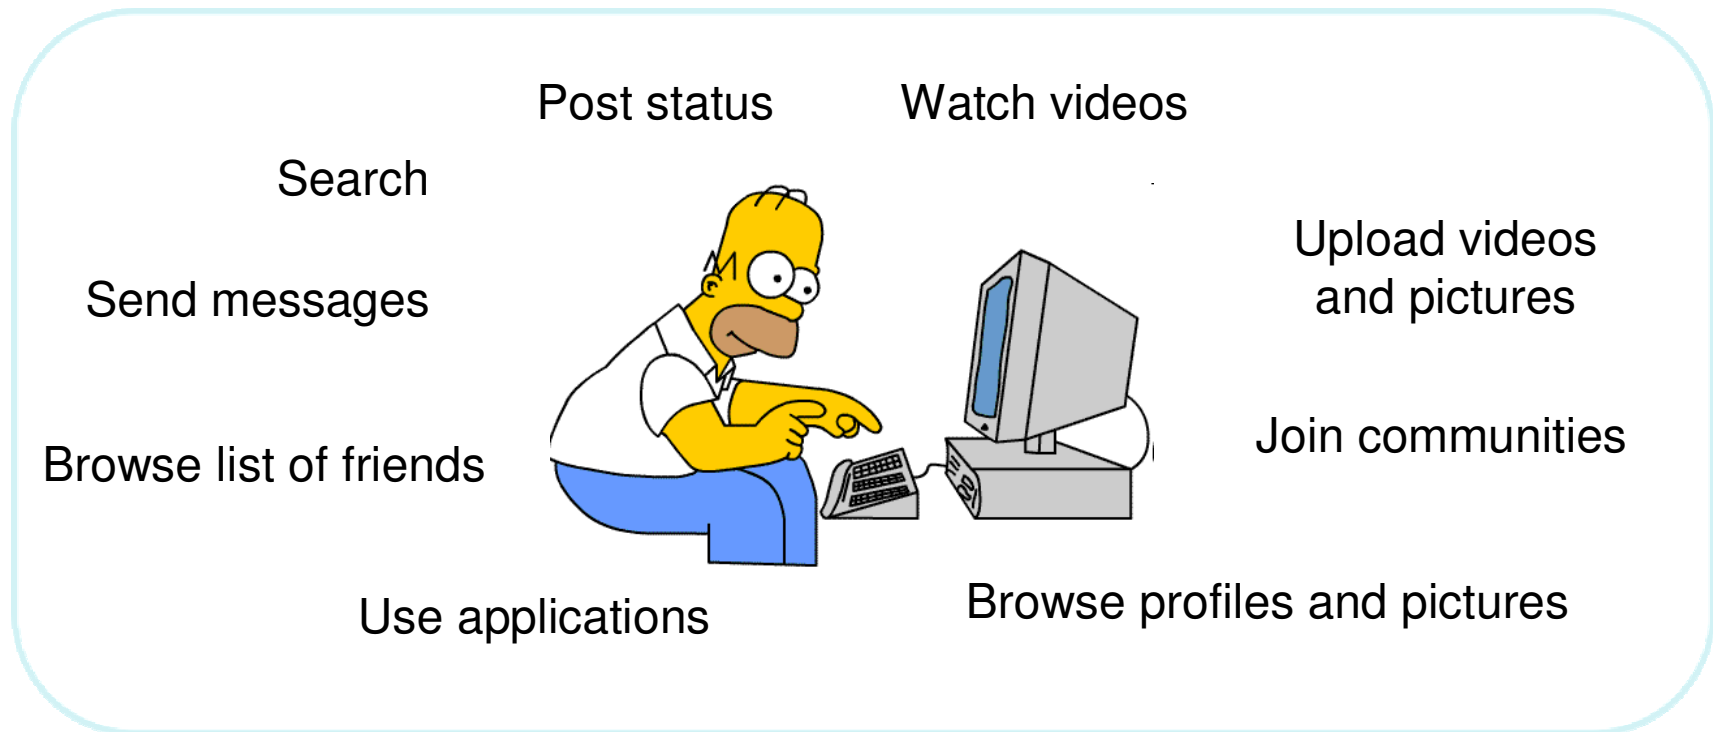 Post status
Watch videos
Search
Upload videos
and pictures
Send messages
Join communities
Browse list of friends
Browse profiles and pictures
Use applications